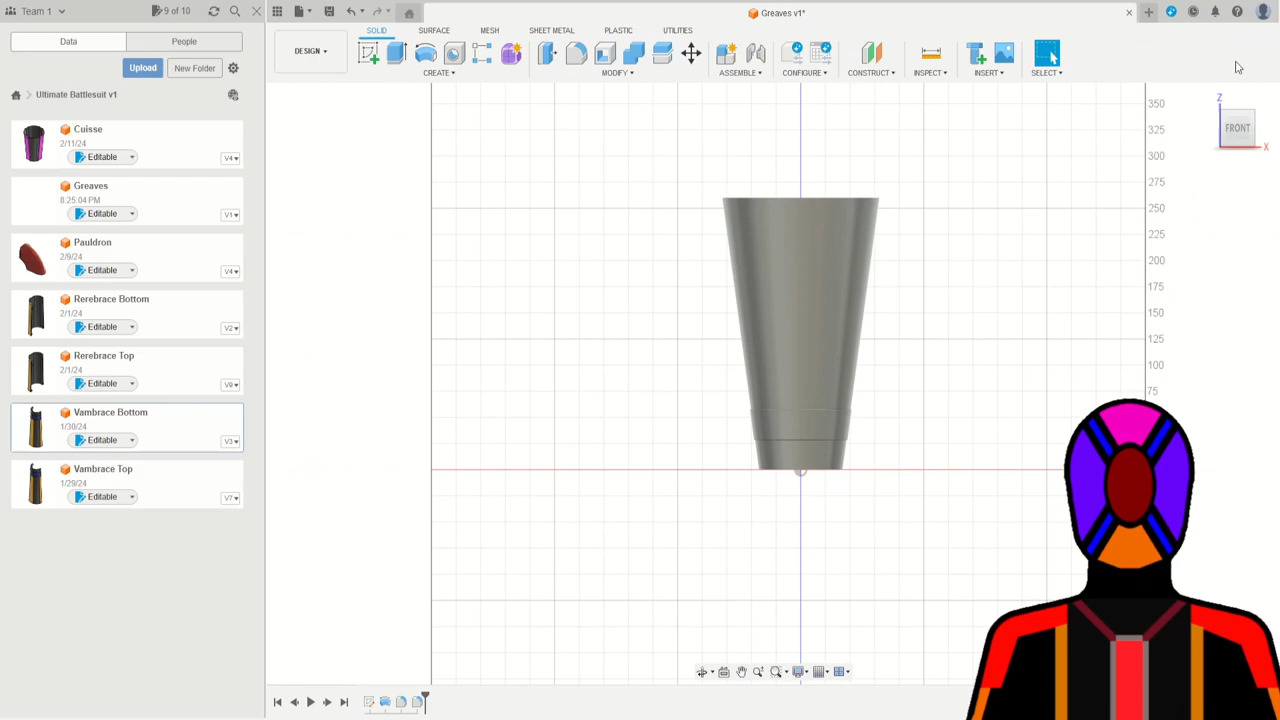 Team 1
9 of 10
Greaves v1*
Data
People
Upload
New Folder
Ultimate Battlesuit v1
Cuisse
2/11/24
Editable
V4
Greaves
8:25:04 PM
Editable
V1
Pauldron
2/9/24
Editable
V4
Rerebrace Bottom
2/1/24
Editable
V2
Rerebrace Top
2/1/24
Editable
V9
Vambrace Bottom
1/30/24
Editable
V3
Vambrace Top
1/29/24
Editable
V7
DESIGN
SOLID
SURFACE
MESH
SHEET METAL
PLASTIC
UTILITIES
CREATE
MODIFY
ASSEMBLE
CONFIGURE
CONSTRUCT
INSPECT
INSERT
SELECT
Z
FRONT
X
350
325
300
275
250
225
200
175
150
125
100
75